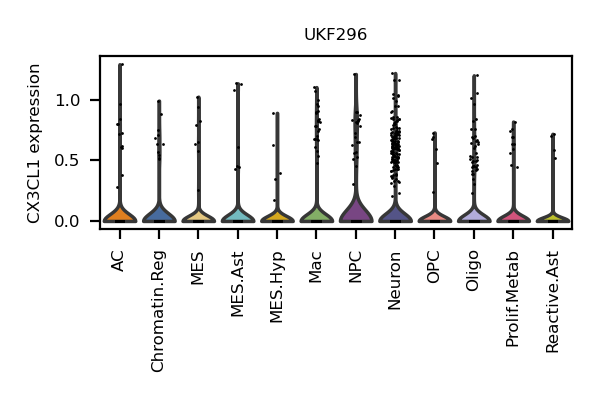 UKF296
CX3CL1 expression
1.0
0.5
0.0
AC
Chromatin.Reg
MES
MES.Ast
MES.Hyp
Mac
NPC
Neuron
OPC
Oligo
Prolif.Metab
Reactive.Ast